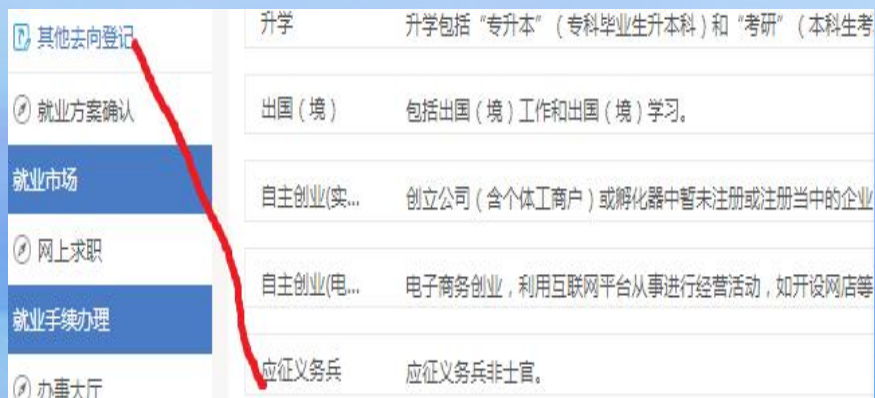 其他去向登记
就业方案确认
就业市场
网上求职
就业手续办理
办事大厅
升学 升学包括“专升本”（专科毕业生升本科）和“考研”（本科生考
出国（境） 包括出国（境）工作和出国（境）学习。
自主创业(实... 创立公司（含个体工商户）或孵化器中暂未注册或注册当中的企业
自主创业(电... 电子商务创业，利用互联网平台从事进行经营活动，如开设网店等
应征义务兵 应征义务兵非士官。